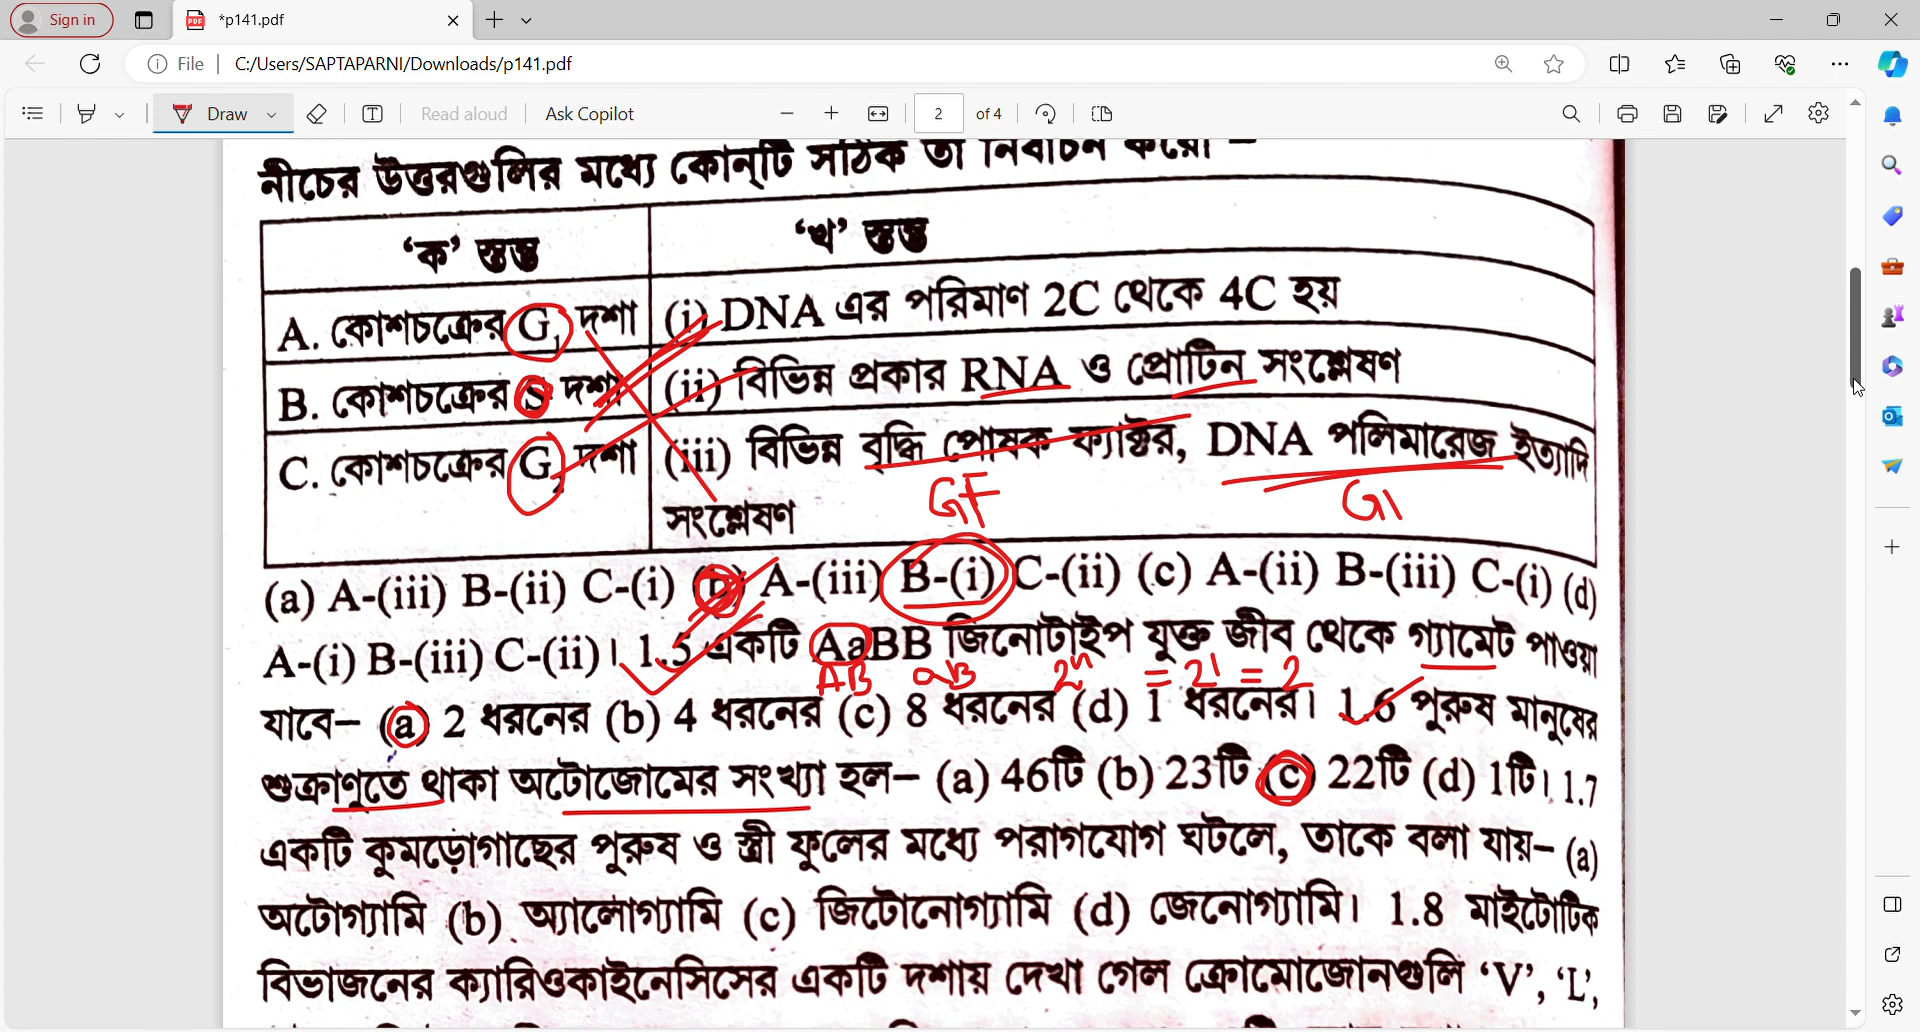 Sign in
*p141.pdf
File
C:/Users/SAPTAPARNI/Downloads/p141.pdf
Draw
Read aloud
Ask Copilot
2 of 4
নীচের উত্তরগুলির মধ্যে কোন্‌টি সঠিক তা নির্বাচন করো –
‘ক’ স্তম্ভ
‘খ’ স্তম্ভ
A. কোশচক্রের G₁ দশা
(i) DNA এর পরিমাণ 2C থেকে 4C হয়
B. কোশচক্রের S দশা
(ii) বিভিন্ন প্রকার RNA ও প্রোটিন সংশ্লেষণ
C. কোশচক্রের G₂ দশা
(iii) বিভিন্ন বৃদ্ধি পোষক ফ্যাক্টর, DNA পলিমারেজ ইত্যাদি
GF
G1
সংশ্লেষণ
(a) A-(iii) B-(ii) C-(i) (b) A-(iii) B-(i) C-(ii) (c) A-(ii) B-(iii) C-(i) (d)
A-(i) B-(iii) C-(ii)। 1.5 একটি AaBB জিনোটাইপ যুক্ত জীব থেকে গ্যামেট পাওয়া
AB aB 2ⁿ = 2¹ = 2
যাবে– (a) 2 ধরনের (b) 4 ধরনের (c) 8 ধরনের (d) 1 ধরনের। 1.6 পুরুষ মানুষের
শুক্রাণুতে থাকা অটোজোমের সংখ্যা হল– (a) 46টি (b) 23টি (c) 22টি (d) 1টি। 1.7
একটি কুমড়োগাছের পুরুষ ও স্ত্রী ফুলের মধ্যে পরাগযোগ ঘটলে, তাকে বলা যায়– (a)
অটোগ্যামি (b) অ্যালোগ্যামি (c) জিটোনোগ্যামি (d) জেনোগ্যামি। 1.8 মাইটোটিক
বিভাজনের ক্যারিওকাইনেসিসের একটি দশায় দেখা গেল ক্রোমোজোনগুলি ‘V’, ‘L’,